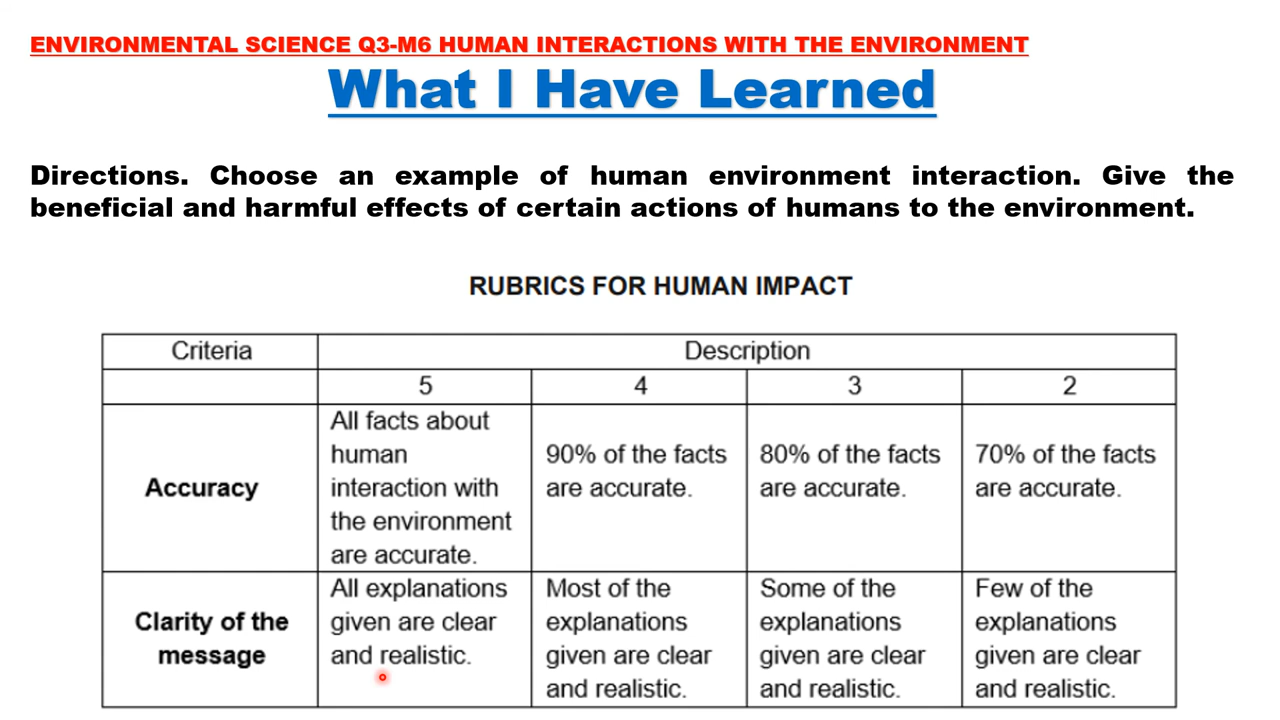 ENVIRONMENTAL SCIENCE Q3-M6 HUMAN INTERACTIONS WITH THE ENVIRONMENT
What I Have Learned
Directions. Choose an example of human environment interaction. Give the
beneficial and harmful effects of certain actions of humans to the environment.
RUBRICS FOR HUMAN IMPACT
Criteria Description
5 4 3 2
Accuracy
All facts about
human
interaction with
the environment
are accurate.
90% of the facts
are accurate.
80% of the facts
are accurate.
70% of the facts
are accurate.
Clarity of the
message
All explanations
given are clear
and realistic.
Most of the
explanations
given are clear
and realistic.
Some of the
explanations
given are clear
and realistic.
Few of the
explanations
given are clear
and realistic.